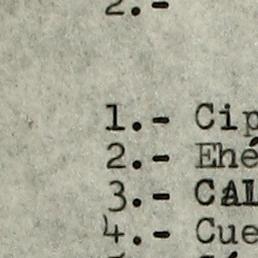 2.-
1.- Cip
2.- Ehé
3.- CAL
4.- Cue